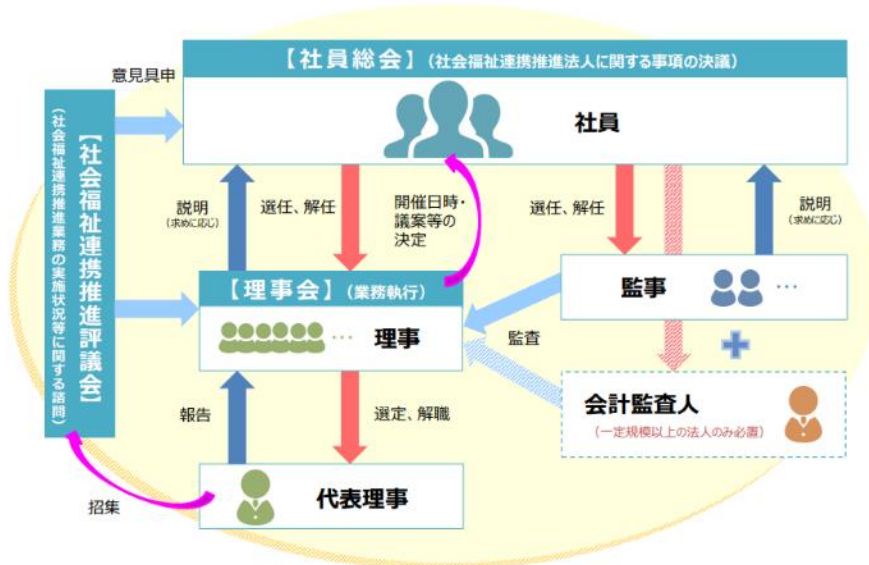 【社員総会】（社会福祉連携推進法人に関する事項の決議）
意見具申
社員
【社会福祉連携推進評議会】
（社会福祉連携推進業務の実施状況等に関する諮問）
説明
（求めに応じ）
選任、解任
開催日時・
議案等の
決定
選任、解任
説明
（求めに応じ）
【理事会】（業務執行）
… 理事
監事 …
監査
会計監査人
（一定規模以上の法人のみ必置）
報告
選定、解職
代表理事
招集